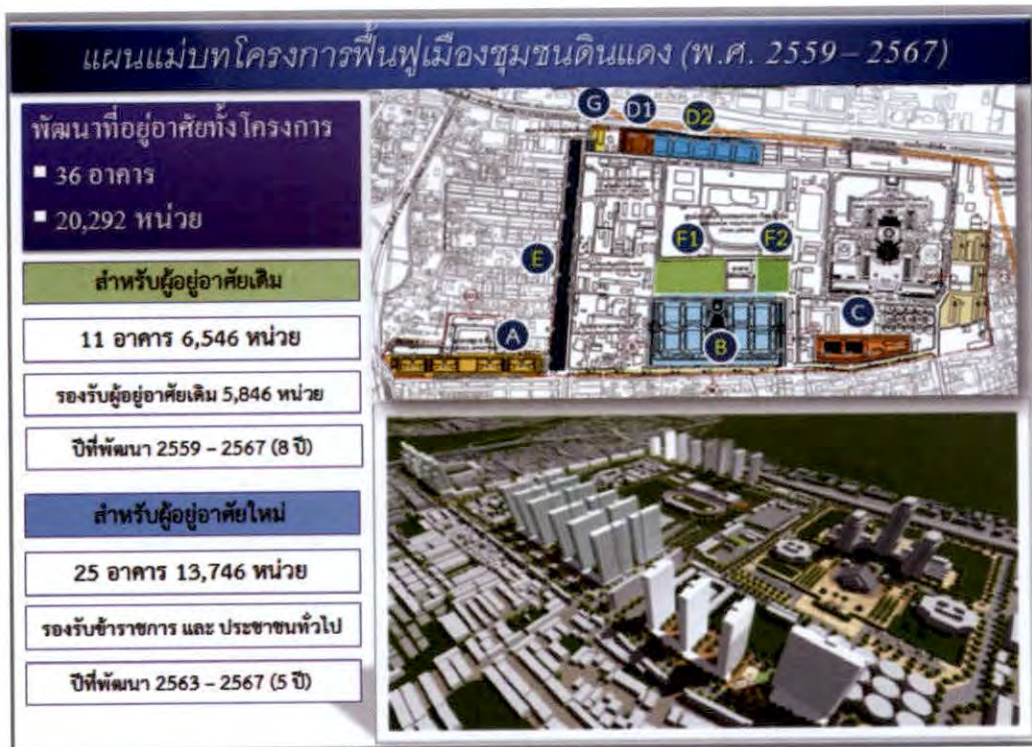 แผนแม่บทโครงการฟื้นฟูเมืองชุมชนดินแดง (พ.ศ. 2559 – 2567)
พัฒนาที่อยู่อาศัยทั้งโครงการ
▪ 36 อาคาร
▪ 20,292 หน่วย
สำหรับผู้อยู่อาศัยเดิม
11 อาคาร 6,546 หน่วย
รองรับผู้อยู่อาศัยเดิม 5,846 หน่วย
ปีที่พัฒนา 2559 – 2567 (8 ปี)
สำหรับผู้อยู่อาศัยใหม่
25 อาคาร 13,746 หน่วย
รองรับข้าราชการ และ ประชาชนทั่วไป
ปีที่พัฒนา 2563 – 2567 (5 ปี)
G
D1
D2
F1
F2
E
C
A
B